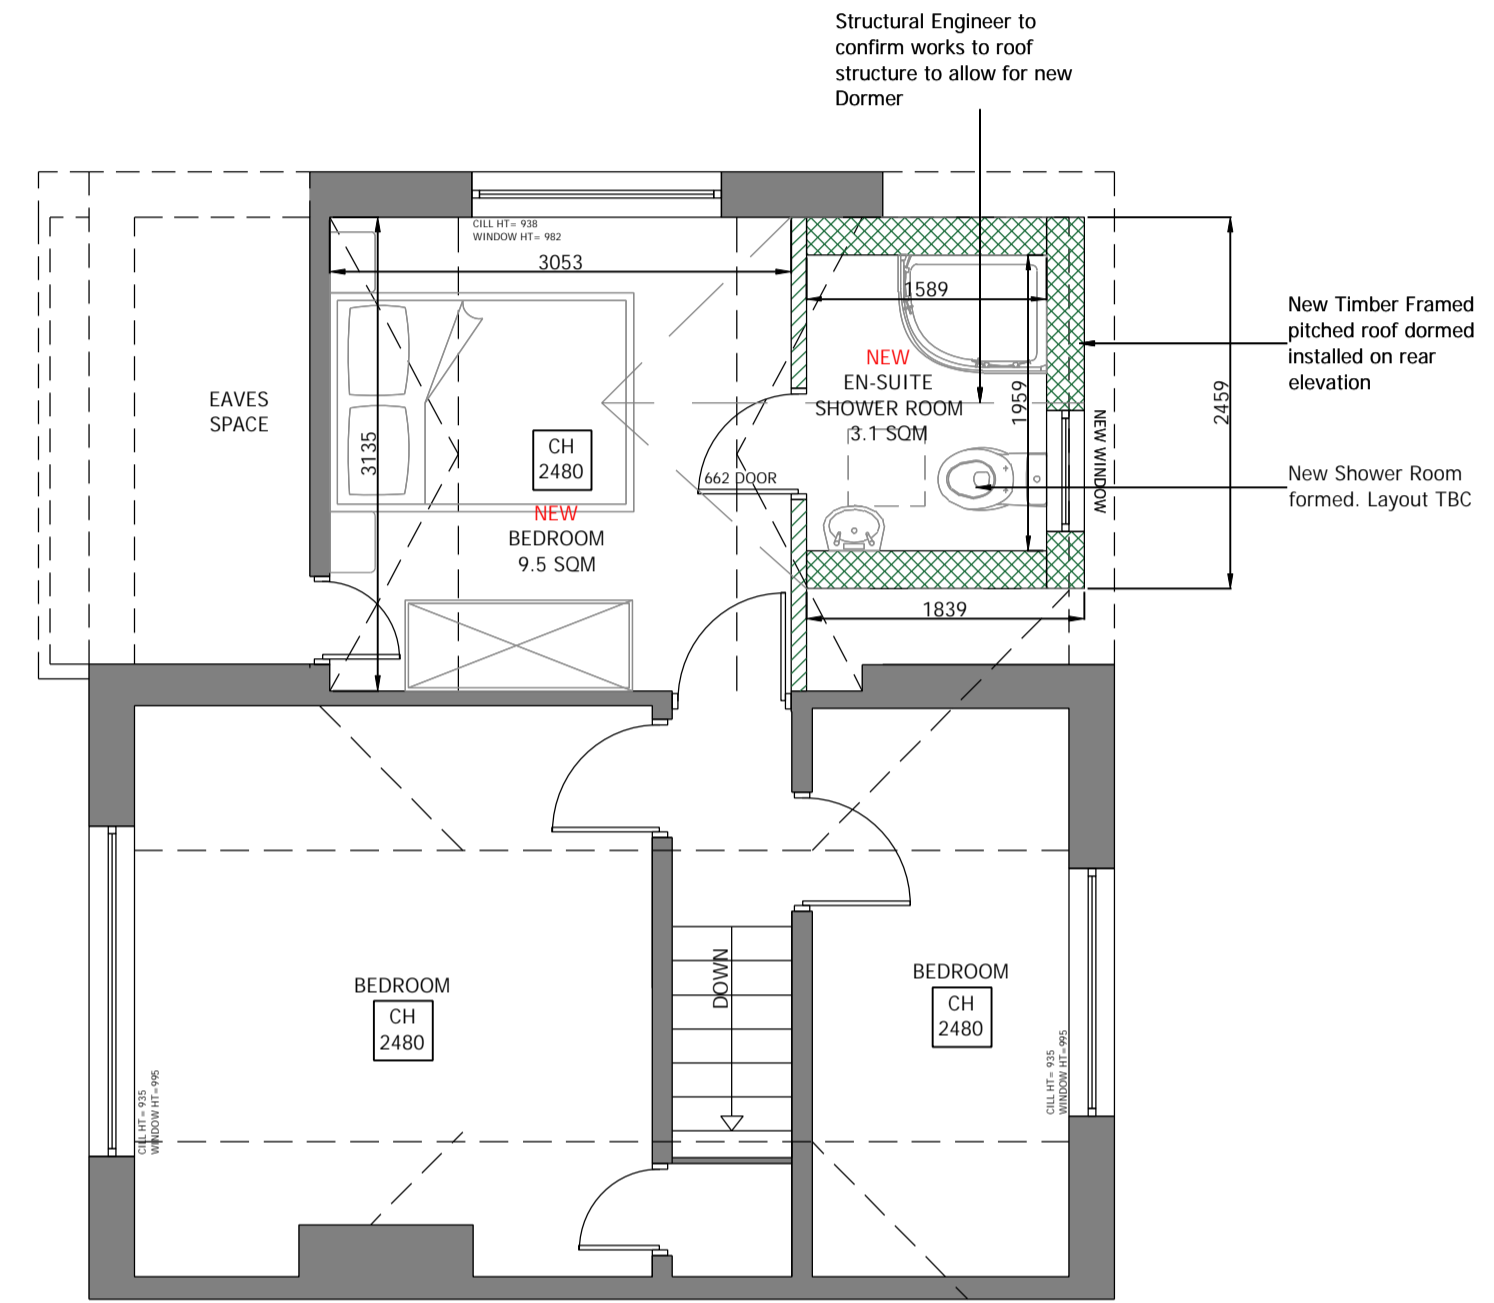 Structural Engineer to
confirm works to roof
structure to allow for new
Dormer
CILL HT= 938
WINDOW HT= 982
3053
1589
New Timber Framed
pitched roof dormed
installed on rear
elevation
NEW
EN-SUITE
SHOWER ROOM
3.1 SQM
1959
2459
EAVES
SPACE
3135
CH
2480
662 DOOR
NEW WINDOW
New Shower Room
formed. Layout TBC
NEW
BEDROOM
9.5 SQM
1839
BEDROOM
CH
2480
DOWN
BEDROOM
CH
2480
CILL HT= 935
WINDOW HT=995
CILL HT= 935
WINDOW HT=995